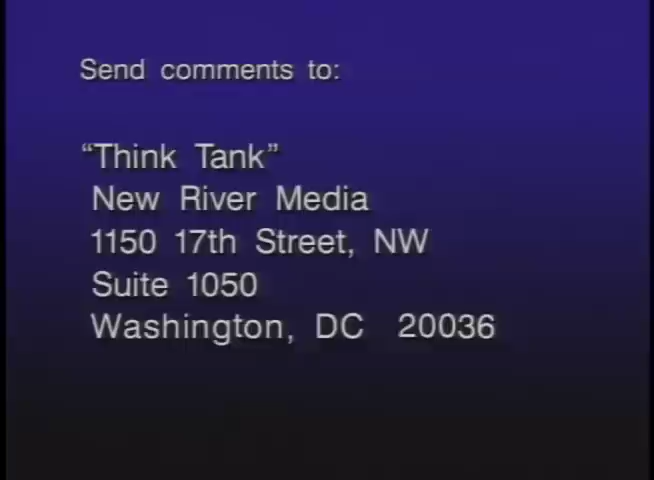 Send comments to:
“Think Tank”
New River Media
1150 17th Street, NW
Suite 1050
Washington, DC 20036